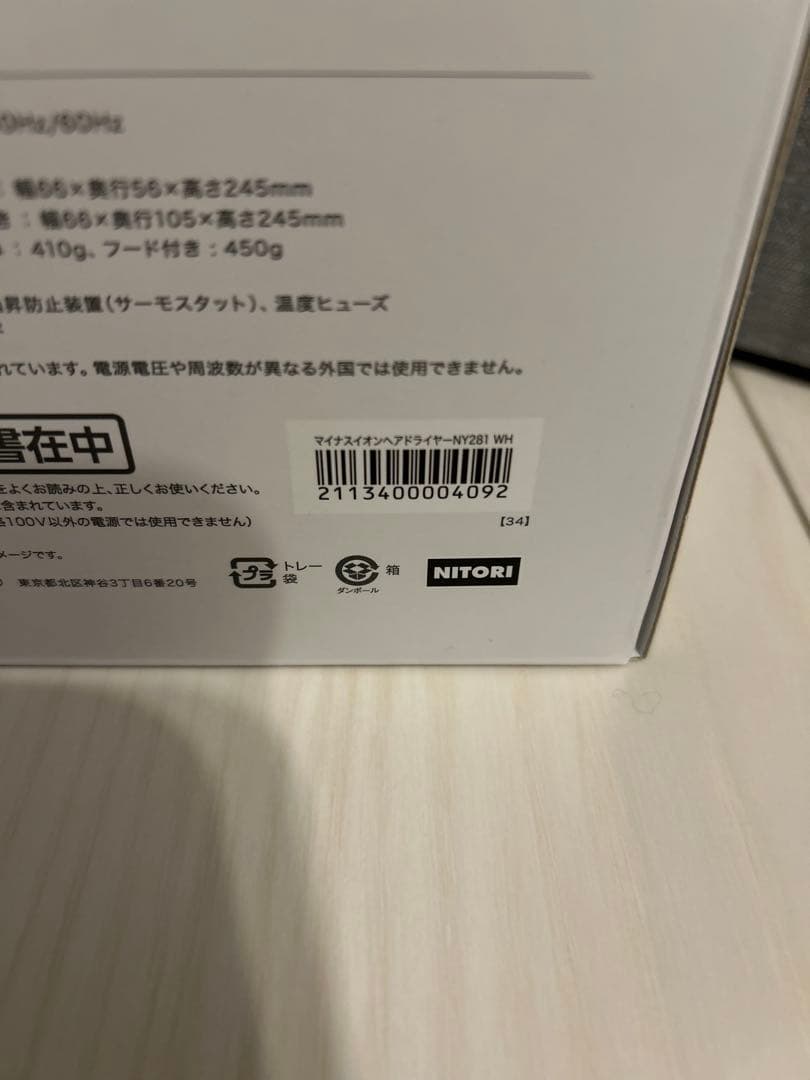 0Hz/60Hz
：幅66×奥行56×高さ245mm
：幅66×奥行105×高さ245mm
：410g、フード付き：450g
昇防止装置（サーモスタット）、温度ヒューズ
れています。電源電圧や周波数が異なる外国では使用できません。
書在中
マイナスイオンヘアドライヤーNY281 WH
2113400004092
をよくお読みの上、正しくお使いください。
含まれています。
100V以外の電源では使用できません）
[34]
メージです。
東京都北区神谷3丁目6番20号
プラ
トレー
袋
ダンボール
箱
NITORI